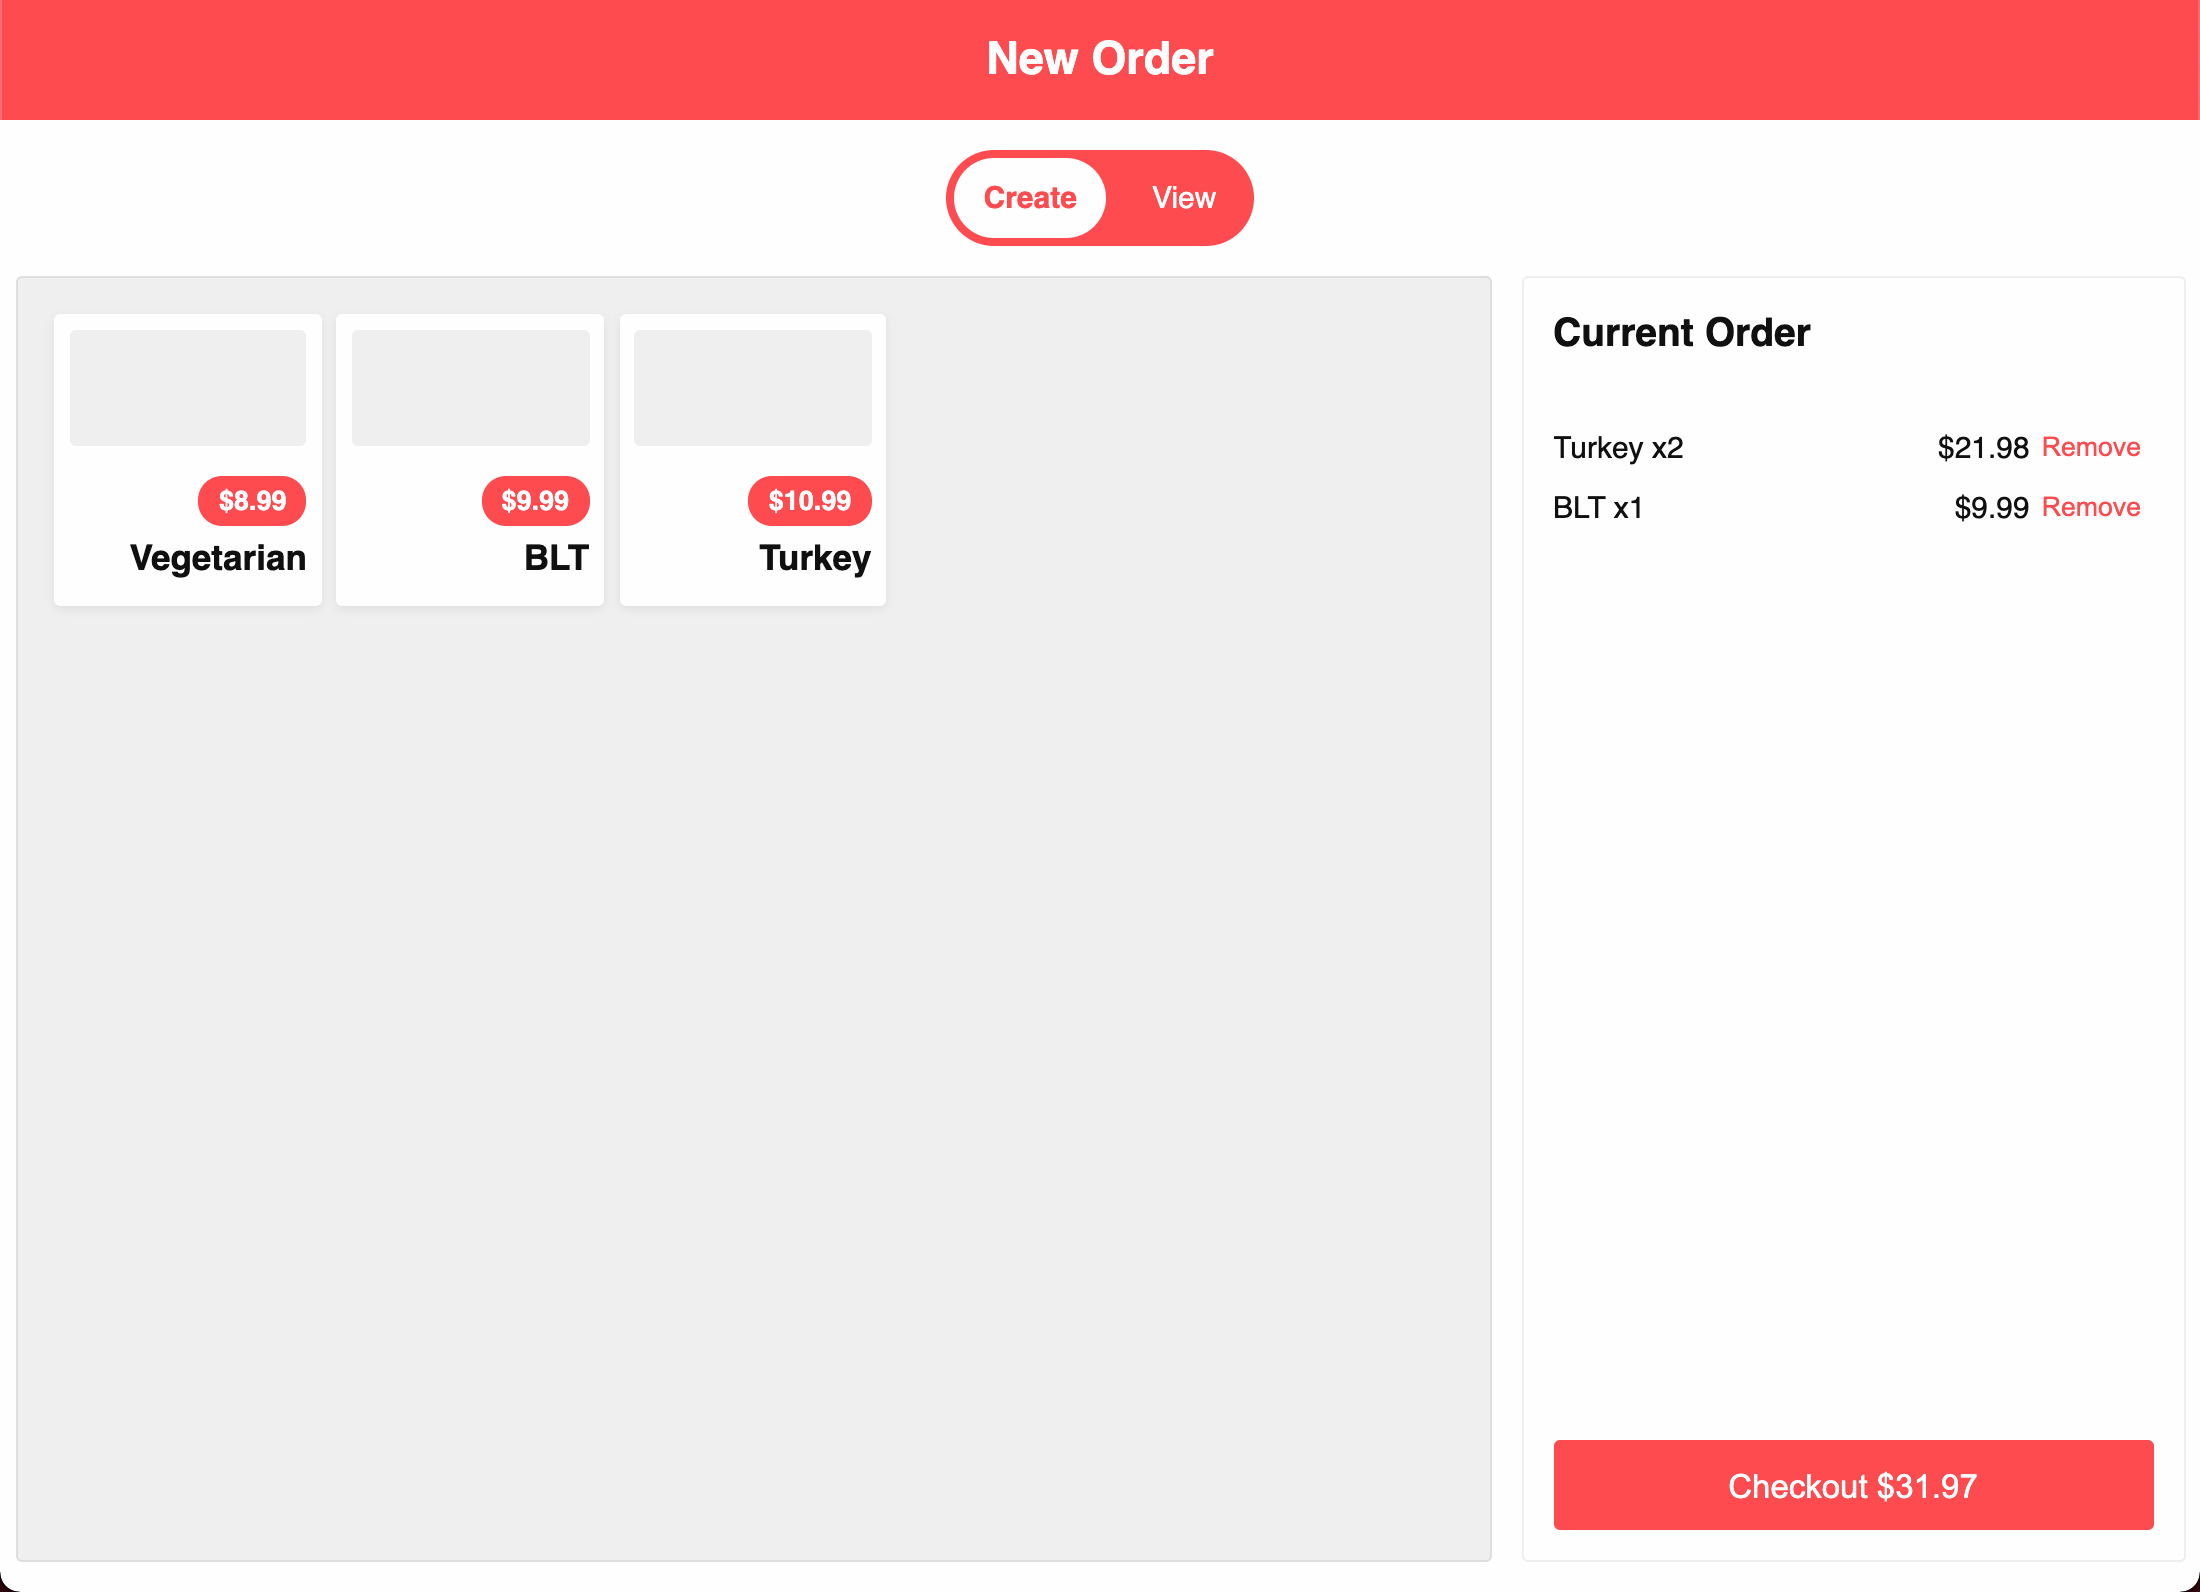 New Order
Create View
$8.99 $9.99 $10.99
Vegetarian BLT Turkey
Current Order
Turkey x2 $21.98 Remove
BLT x1 $9.99 Remove
Checkout $31.97